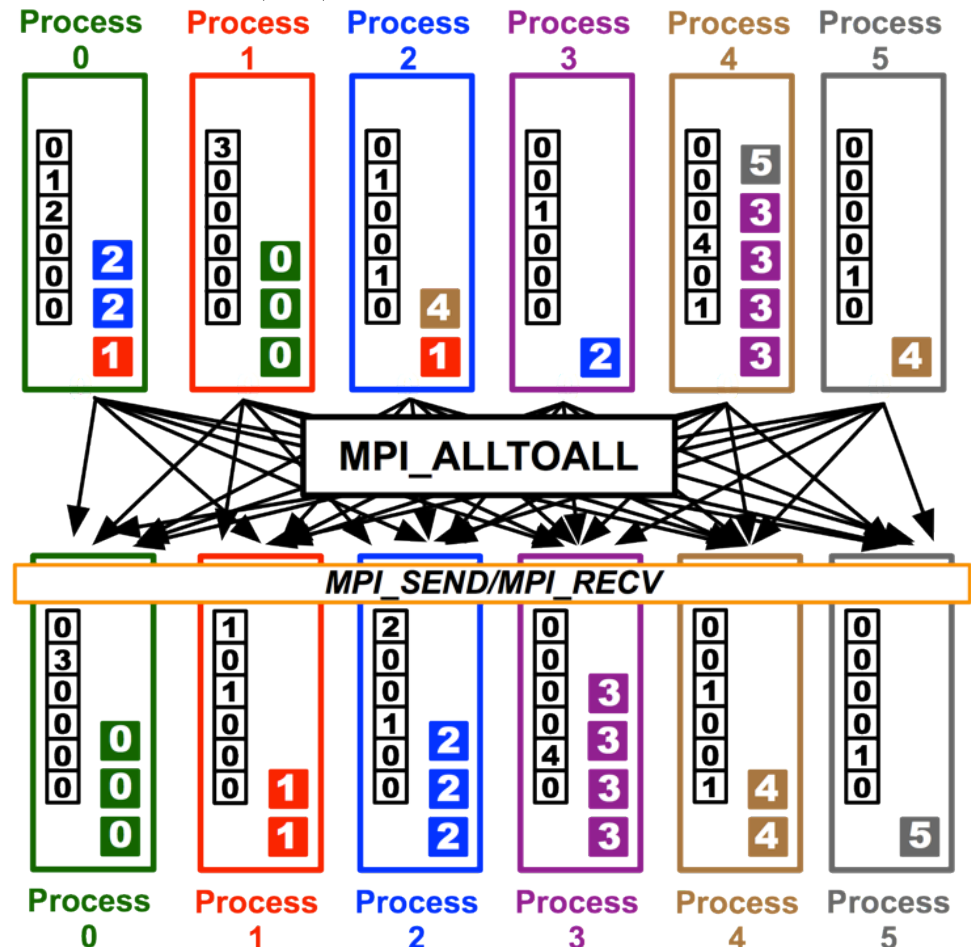 Process Process Process Process Process Process
0 1 2 3 4 5
0 3 0 0 0 0
1 0 1 0 0 5 0
2 0 0 1 0 3 0
0 0 0 0 4 3 0
2 0 0 1 0 0 3 1
0 2 0 0 0 4 0 1 3 0
1 0 1 2 3 4
MPI_ALLTOALL
MPI_SEND/MPI_RECV
0 1 2 0 0 0
3 0 0 0 0 0
0 1 0 0 3 1 0
0 0 0 1 2 0 3 0 0
0 0 0 1 0 2 4 3 0 4 1
0 0 1 0 2 0 3 1 4 0 5
Process Process Process Process Process Process
0 1 2 3 4 5